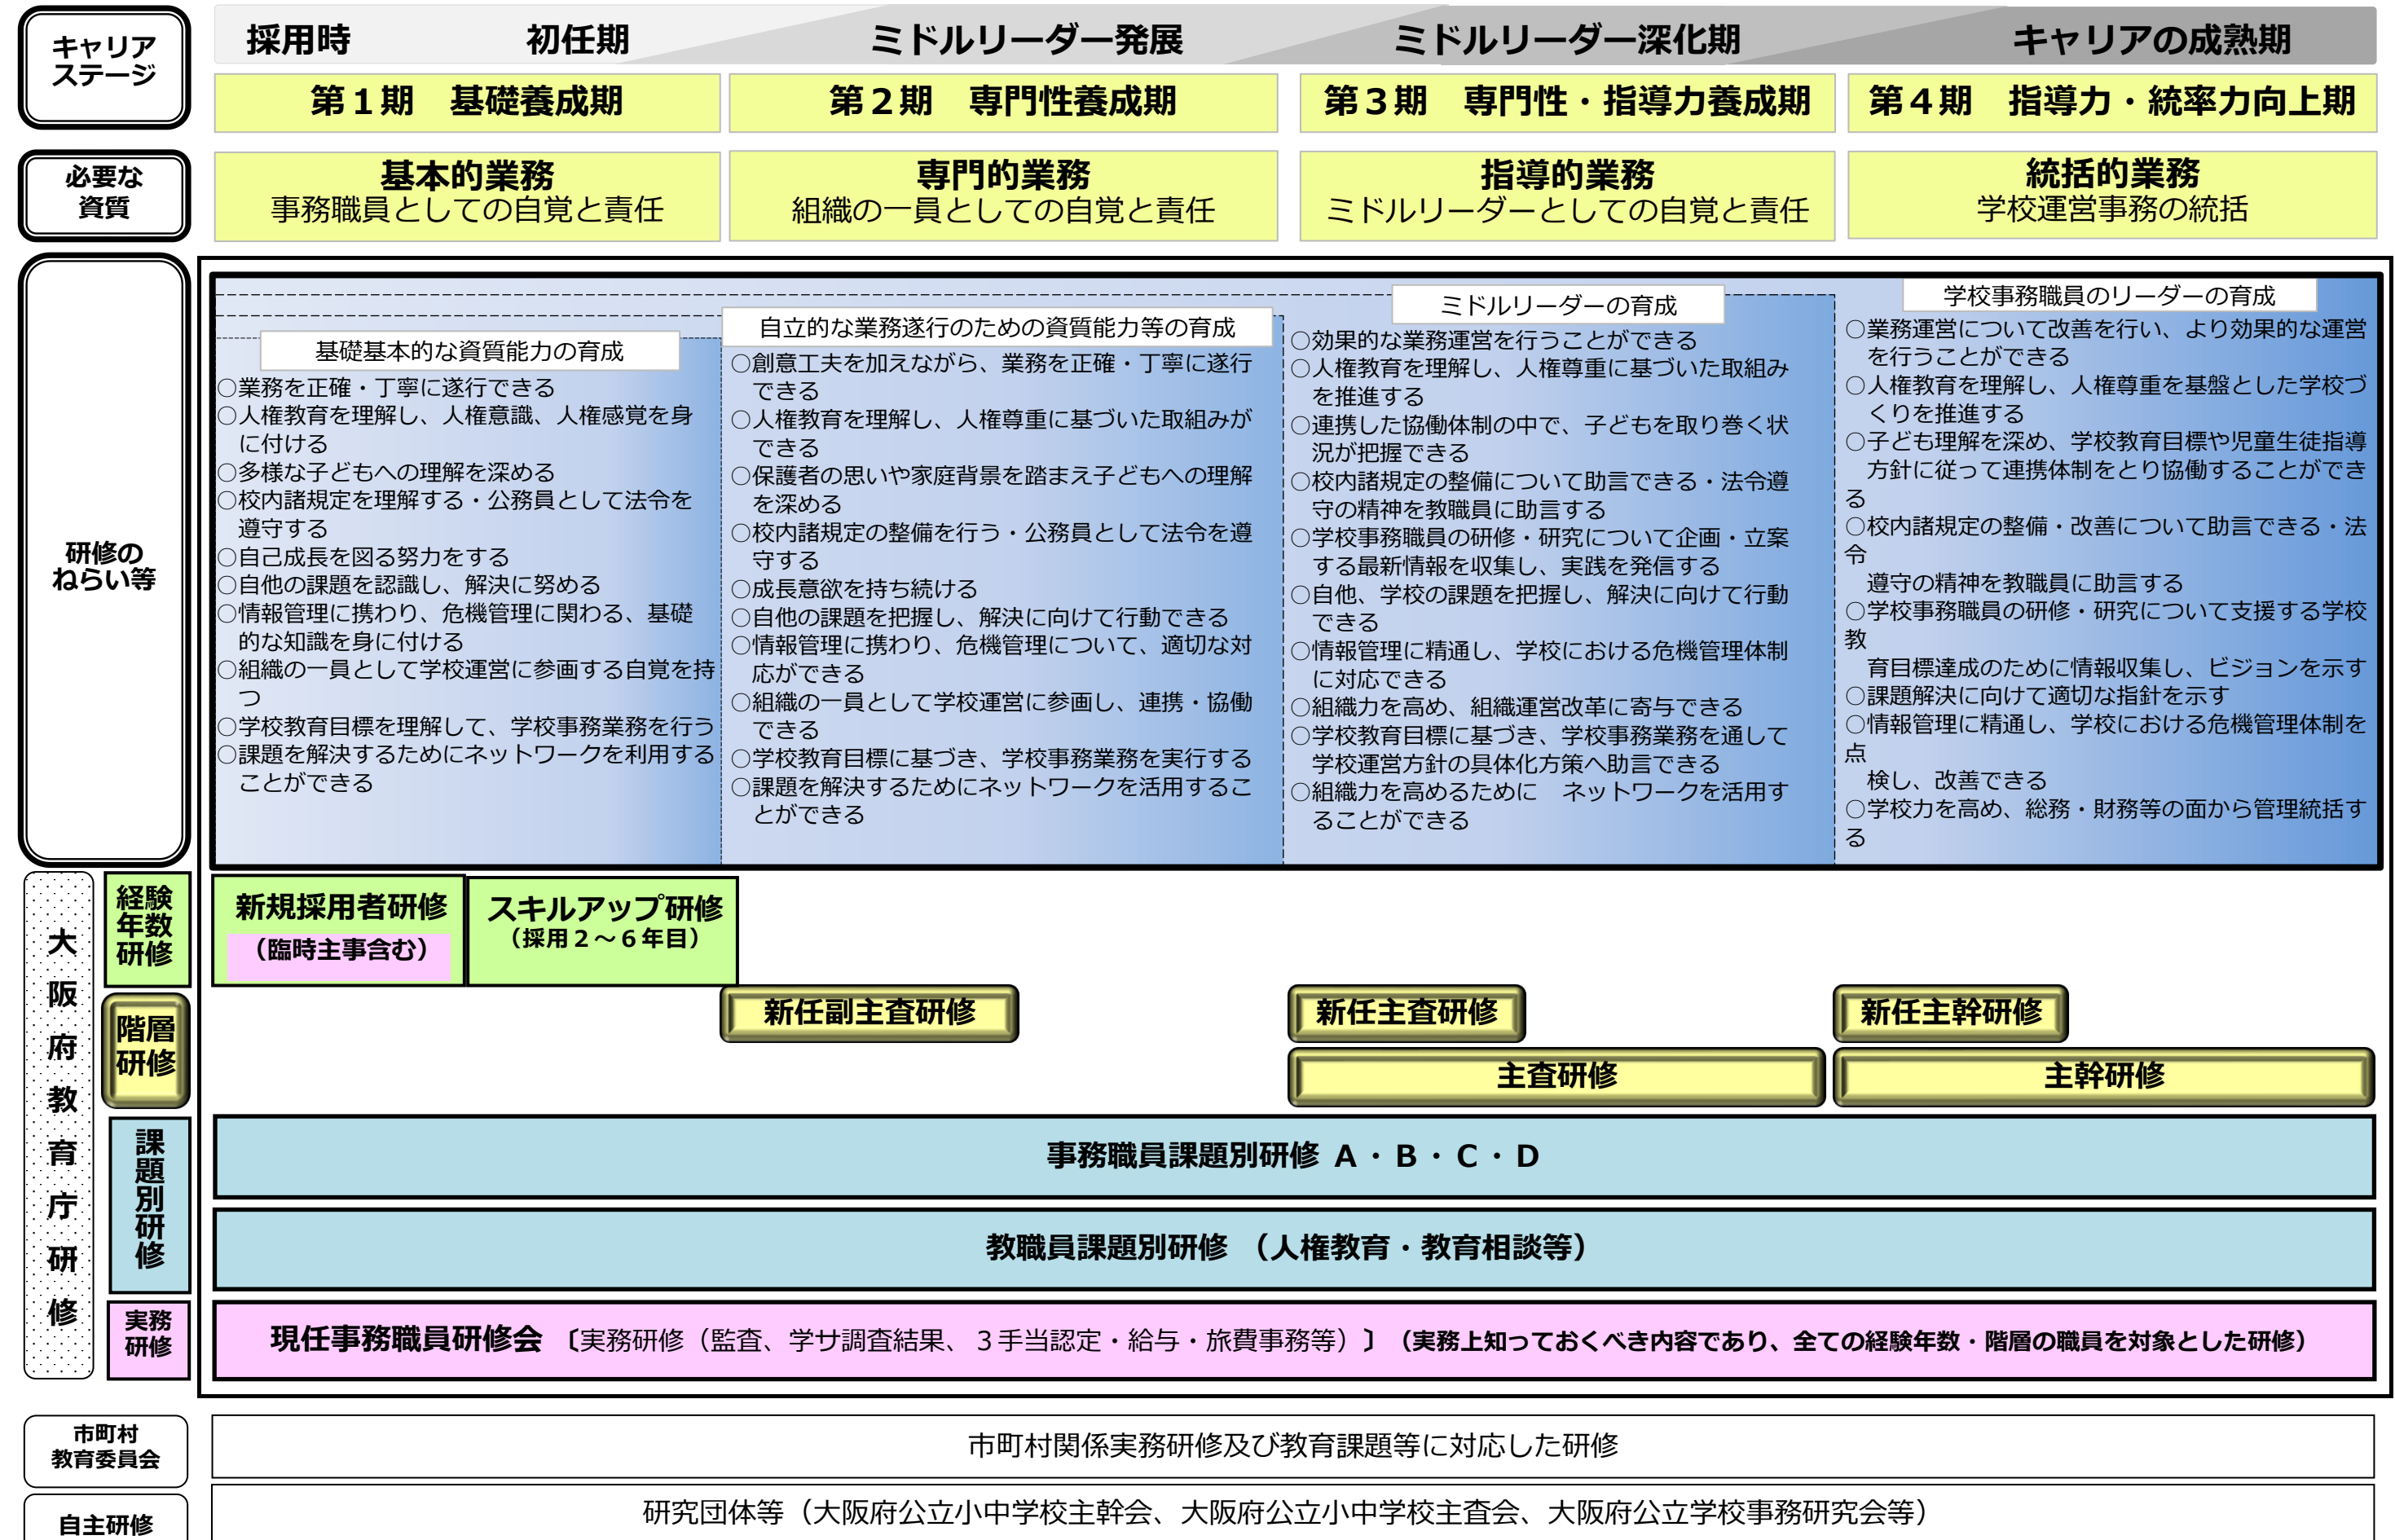 キャリア
ステージ
採用時　初任期　ミドルリーダー発展　ミドルリーダー深化期　キャリアの成熟期
第１期　基礎養成期
第２期　専門性養成期
第３期　専門性・指導力養成期
第４期　指導力・統率力向上期
必要な
資質
基本的業務
事務職員としての自覚と責任
専門的業務
組織の一員としての自覚と責任
指導的業務
ミドルリーダーとしての自覚と責任
統括的業務
学校運営事務の統括
研修の
ねらい等
基礎基本的な資質能力の育成
○業務を正確・丁寧に遂行できる
○人権教育を理解し、人権意識、人権感覚を身
に付ける
○多様な子どもへの理解を深める
○校内諸規定を理解する・公務員として法令を
遵守する
○自己成長を図る努力をする
○自他の課題を認識し、解決に努める
○情報管理に携わり、危機管理に関わる、基礎
的な知識を身に付ける
○組織の一員として学校運営に参画する自覚を持
つ
○学校教育目標を理解して、学校事務業務を行う
○課題を解決するためにネットワークを利用する
ことができる
自立的な業務遂行のための資質能力等の育成
○創意工夫を加えながら、業務を正確・丁寧に遂行
できる
○人権教育を理解し、人権尊重に基づいた取組みが
できる
○保護者の思いや家庭背景を踏まえ子どもへの理解
を深める
○校内諸規定の整備を行う・公務員として法令を遵
守する
○成長意欲を持ち続ける
○自他の課題を把握し、解決に向けて行動できる
○情報管理に携わり、危機管理について、適切な対
応ができる
○組織の一員として学校運営に参画し、連携・協働
できる
○学校教育目標に基づき、学校事務業務を実行する
○課題を解決するためにネットワークを活用するこ
とができる
ミドルリーダーの育成
○効果的な業務運営を行うことができる
○人権教育を理解し、人権尊重に基づいた取組み
を推進する
○連携した協働体制の中で、子どもを取り巻く状
況が把握できる
○校内諸規定の整備について助言できる・法令遵
守の精神を教職員に助言する
○学校事務職員の研修・研究について企画・立案
する最新情報を収集し、実践を発信する
○自他、学校の課題を把握し、解決に向けて行動
できる
○情報管理に精通し、学校における危機管理体制
に対応できる
○組織力を高め、組織運営改革に寄与できる
○学校教育目標に基づき、学校事務業務を通して
学校運営方針の具体化方策へ助言できる
○組織力を高めるために　ネットワークを活用す
ることができる
学校事務職員のリーダーの育成
○業務運営について改善を行い、より効果的な運営
を行うことができる
○人権教育を理解し、人権尊重を基盤とした学校づ
くりを推進する
○子ども理解を深め、学校教育目標や児童生徒指導
方針に従って連携体制をとり協働することができ
る
○校内諸規定の整備・改善について助言できる・法
令
遵守の精神を教職員に助言する
○学校事務職員の研修・研究について支援する学校
教
育目標達成のために情報収集し、ビジョンを示す
○課題解決に向けて適切な指針を示す
○情報管理に精通し、学校における危機管理体制を
点
検し、改善できる
○学校力を高め、総務・財務等の面から管理統括す
る
大阪府教育庁研修
経験
年数
研修
新規採用者研修
（臨時主事含む）
スキルアップ研修
（採用２～６年目）
階層
研修
新任副主査研修
新任主査研修
新任主幹研修
主査研修
主幹研修
課題別研修
事務職員課題別研修 A・B・C・D
教職員課題別研修 （人権教育・教育相談等）
実務
研修
現任事務職員研修会 〔実務研修（監査、学サ調査結果、３手当認定・給与・旅費事務等）〕（実務上知っておくべき内容であり、全ての経験年数・階層の職員を対象とした研修）
市町村
教育委員会
市町村関係実務研修及び教育課題等に対応した研修
自主研修
研究団体等（大阪府公立小中学校主幹会、大阪府公立小中学校主査会、大阪府公立学校事務研究会等）